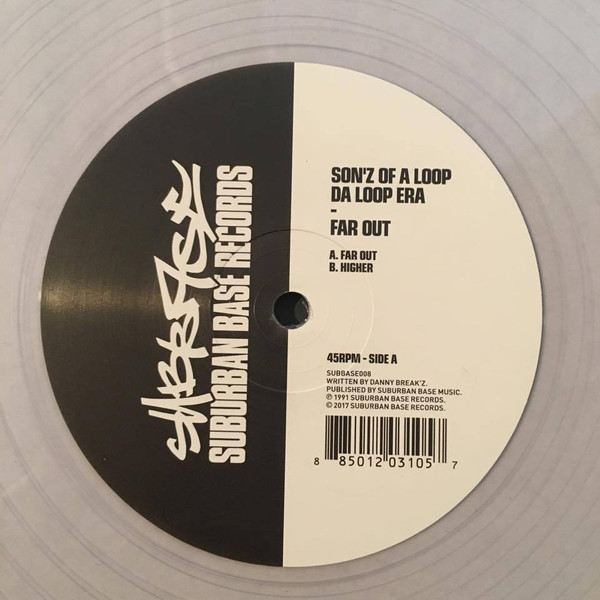 SUBBASE
SUBURBAN BASE RECORDS
SON'Z OF A LOOP
DA LOOP ERA
-
FAR OUT
A. FAR OUT
B. HIGHER
45RPM - SIDE A
SUBBASE008
WRITTEN BY DANNY BREAK'Z.
PUBLISHED BY SUBURBAN BASE MUSIC.
℗ 1991 SUBURBAN BASE RECORDS.
© 2017 SUBURBAN BASE RECORDS.
8 85012 03105 7